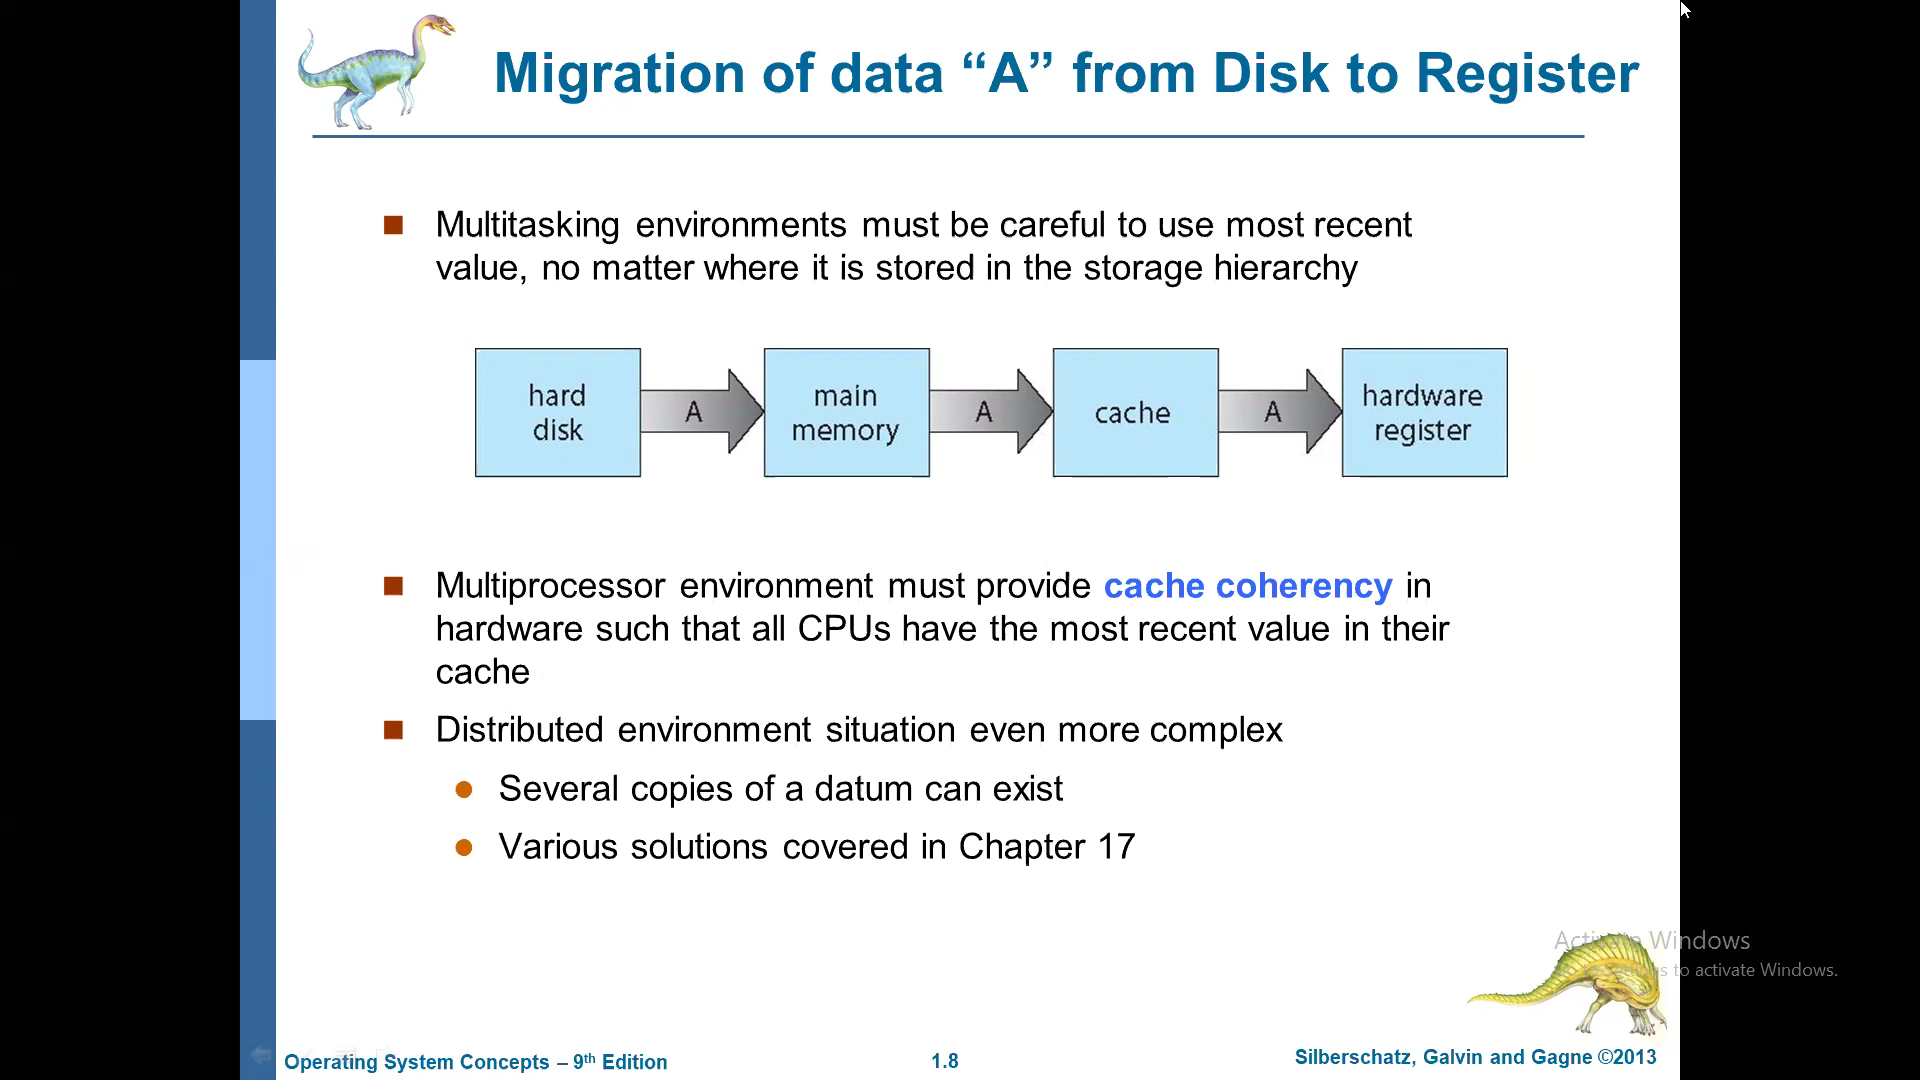 Migration of data “A” from Disk to Register
Multitasking environments must be careful to use most recent
value, no matter where it is stored in the storage hierarchy
hard
disk
A
main
memory
A
cache
A
hardware
register
Multiprocessor environment must provide cache coherency in
hardware such that all CPUs have the most recent value in their
cache
Distributed environment situation even more complex
Several copies of a datum can exist
Various solutions covered in Chapter 17
Activate Windows
Go to Settings to activate Windows.
Operating System Concepts – 9th Edition
1.8
Silberschatz, Galvin and Gagne ©2013